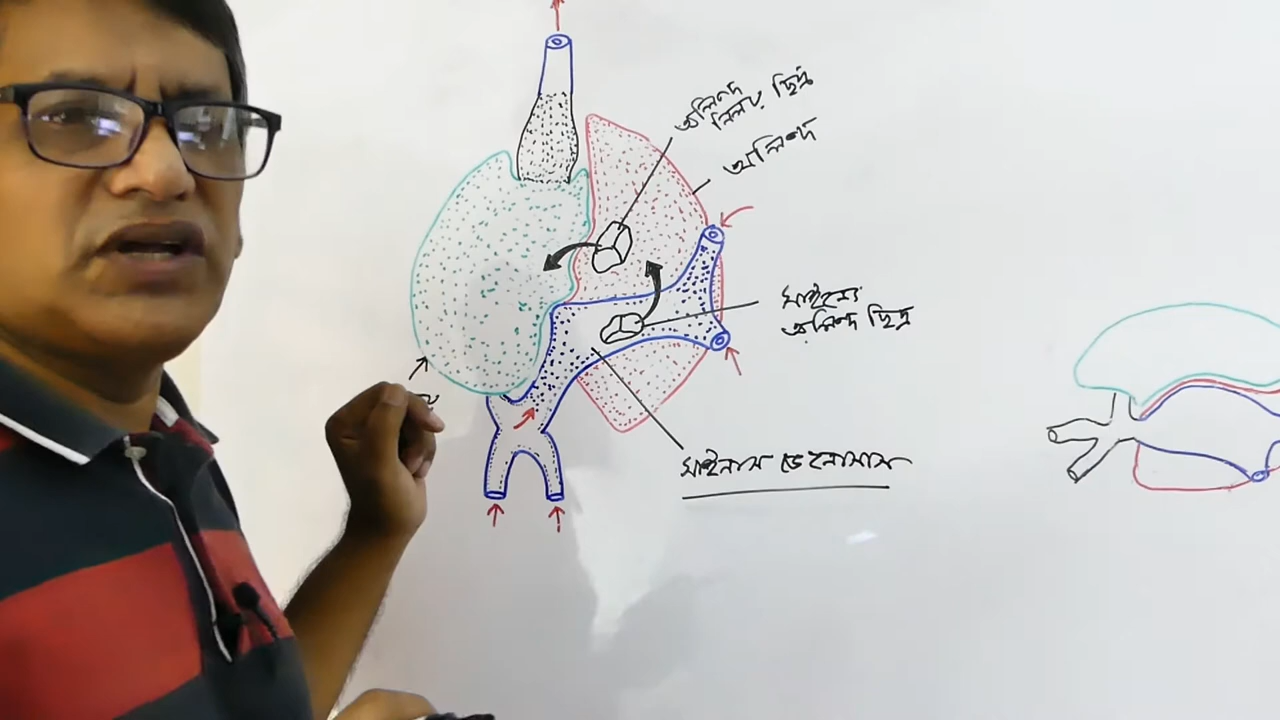 অলিন্দ
নিলয় ছিদ্র
অলিন্দ
সাইনো
অলিন্দ ছিদ্র
সাইনাস ভেনোসাস